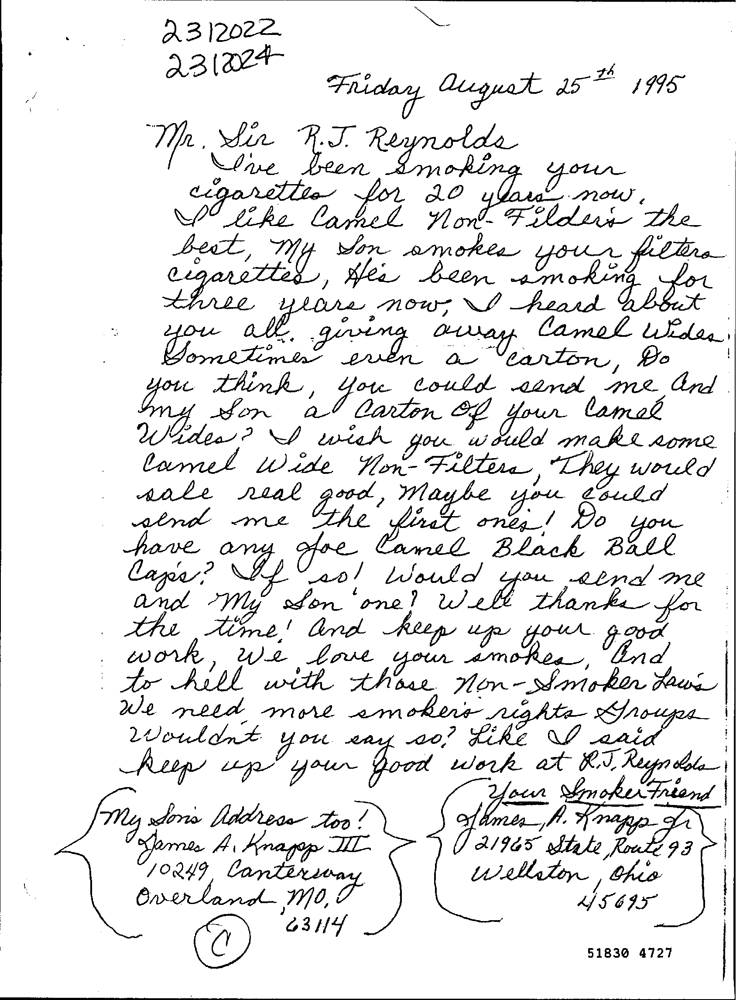 2312022
2312024
Friday August 25th 1995
Mr. Sir R.J. Reynolds
I've been smoking your
cigarettes for 20 years now,
I like Camel Non-Filder's the
best, My Son smokes your filters
cigarettes, He's been smoking for
three years now, I heard about
you all giving away Camel Wides.
Sometimes even a carton, Do
you think, you could send me, And
my Son a Carton Of your Camel
Wides? I wish you would make some
Camel Wide Non-Filters, They would
sale real good, Maybe you could
send me the first ones! Do you
have any Joe Camel Black Ball
Cap's? If so! would you send me
and My Son one? Well thanks for
the time! And keep up your good
work, We love your smokes, And
to hell with those Non-Smoker Law's
We need more smoker's rights Groups
Wouldn't you say so? Like I said
keep up your good work at R.J. Reynolds
Your Smoker Friend
James, A. Knapp Jr
21965 State, Route 93
Wellston, Ohio
45695
My Son's Address too!
James A. Knapp III
10249, Canterway
Overland, MO,
63114
C
51830 4727